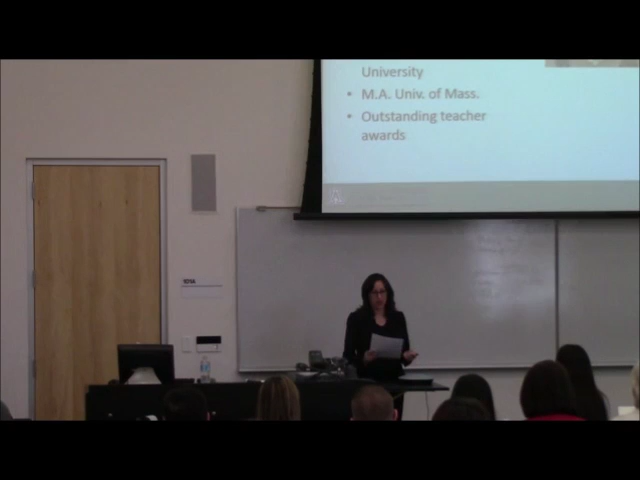 University
• M.A. Univ. of Mass.
• Outstanding teacher
awards